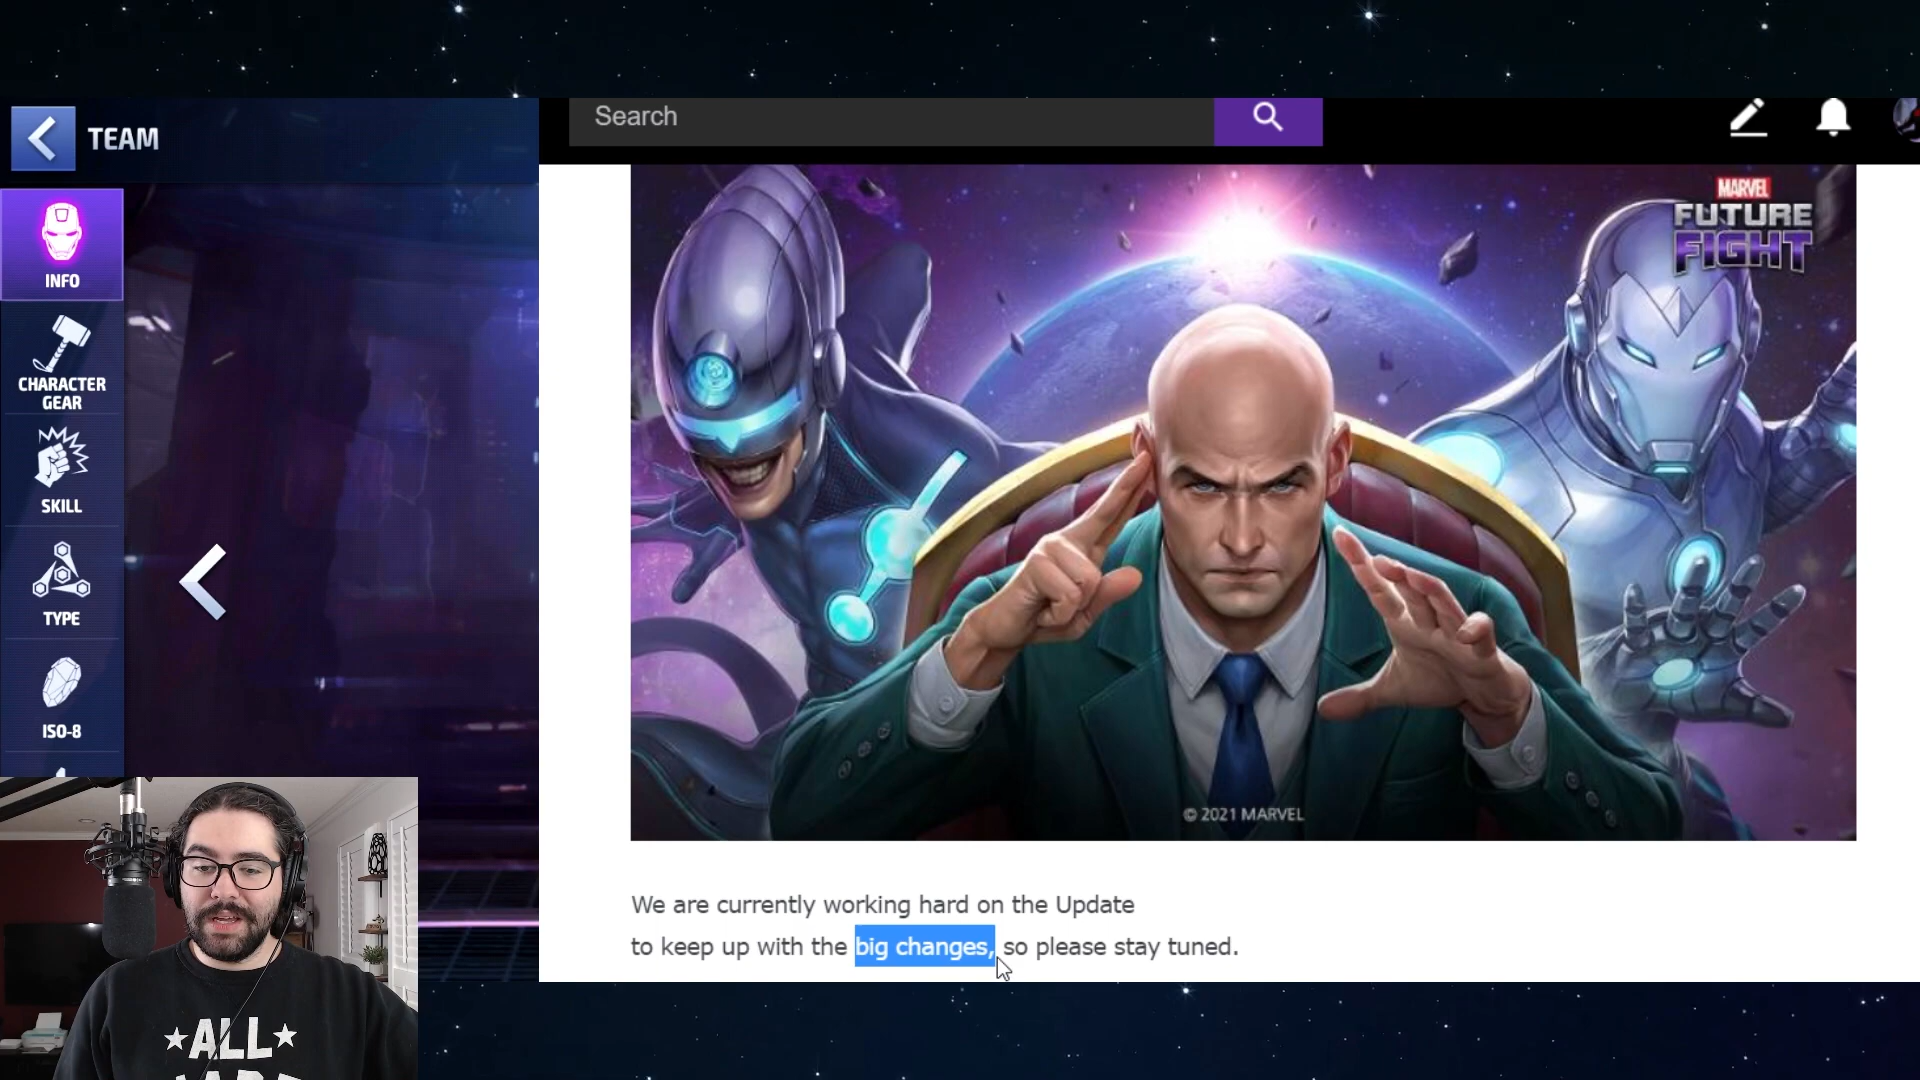 TEAM
INFO
CHARACTER
GEAR
SKILL
TYPE
ISO-8
Search
MARVEL
FUTURE
FIGHT
© 2021 MARVEL
We are currently working hard on the Update
to keep up with the big changes, so please stay tuned.
ALL